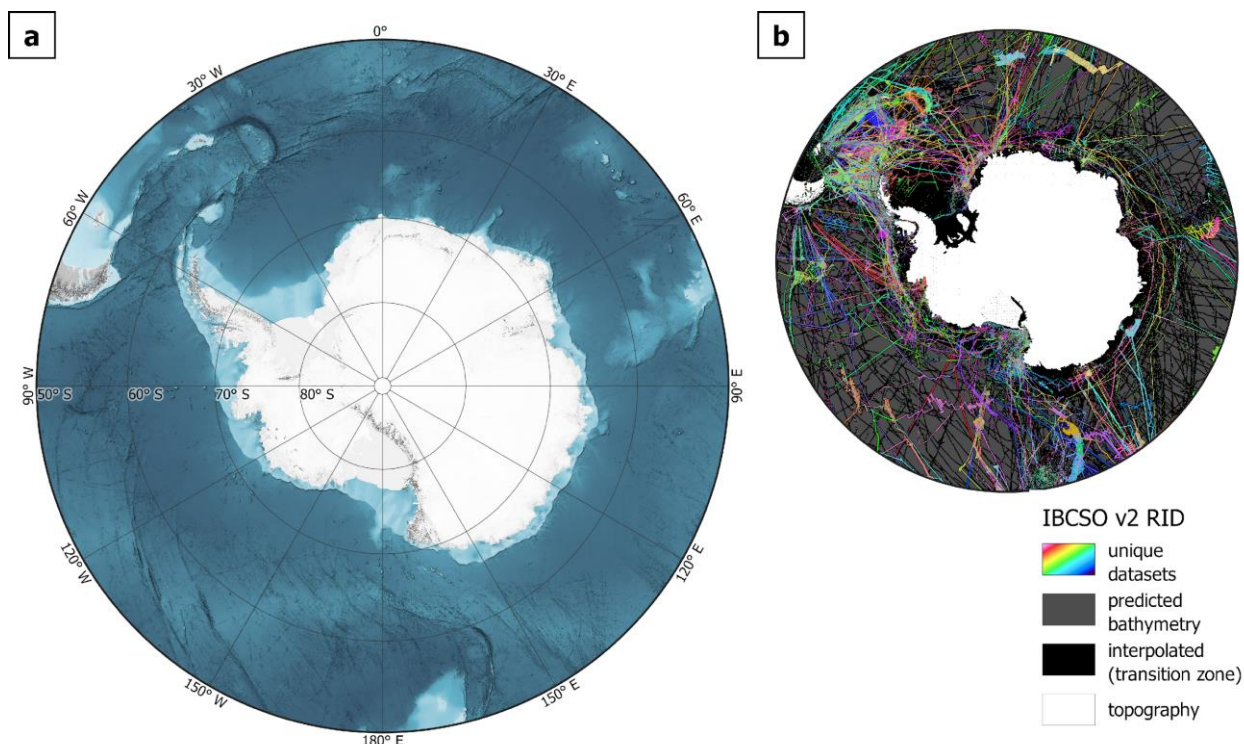 a
b
0°
30° W
30° E
60° W
60° E
90° W
50° S
60° S
70° S
80° S
90° E
120° W
120° E
150° W
150° E
180° E
IBCSO v2 RID
unique
datasets
predicted
bathymetry
interpolated
(transition zone)
topography